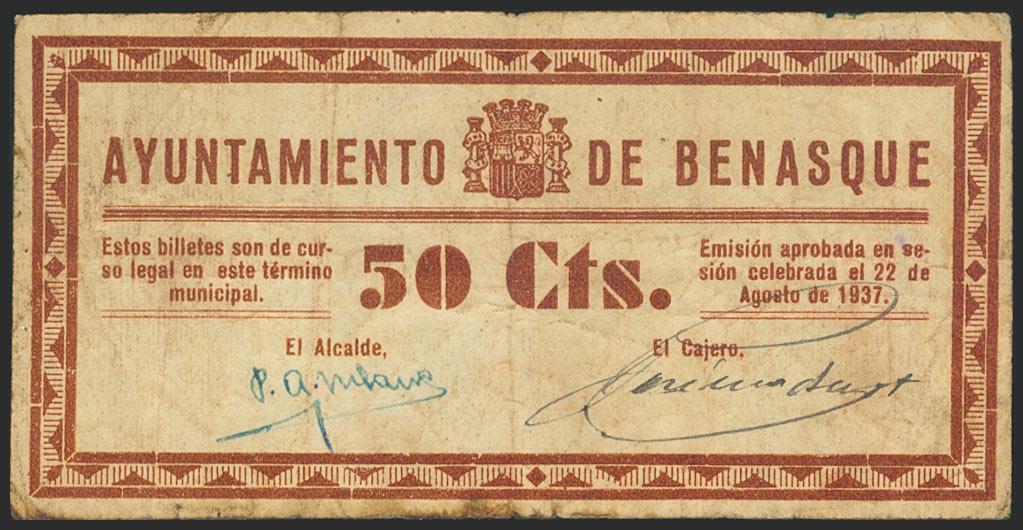 AYUNTAMIENTO DE BENASQUE
Estos billetes son de cur-
so legal en este término
municipal.
50 Cts.
Emisión aprobada en se-
sión celebrada el 22 de
Agosto de 1937.
El Alcalde,
El Cajero,
P. A.